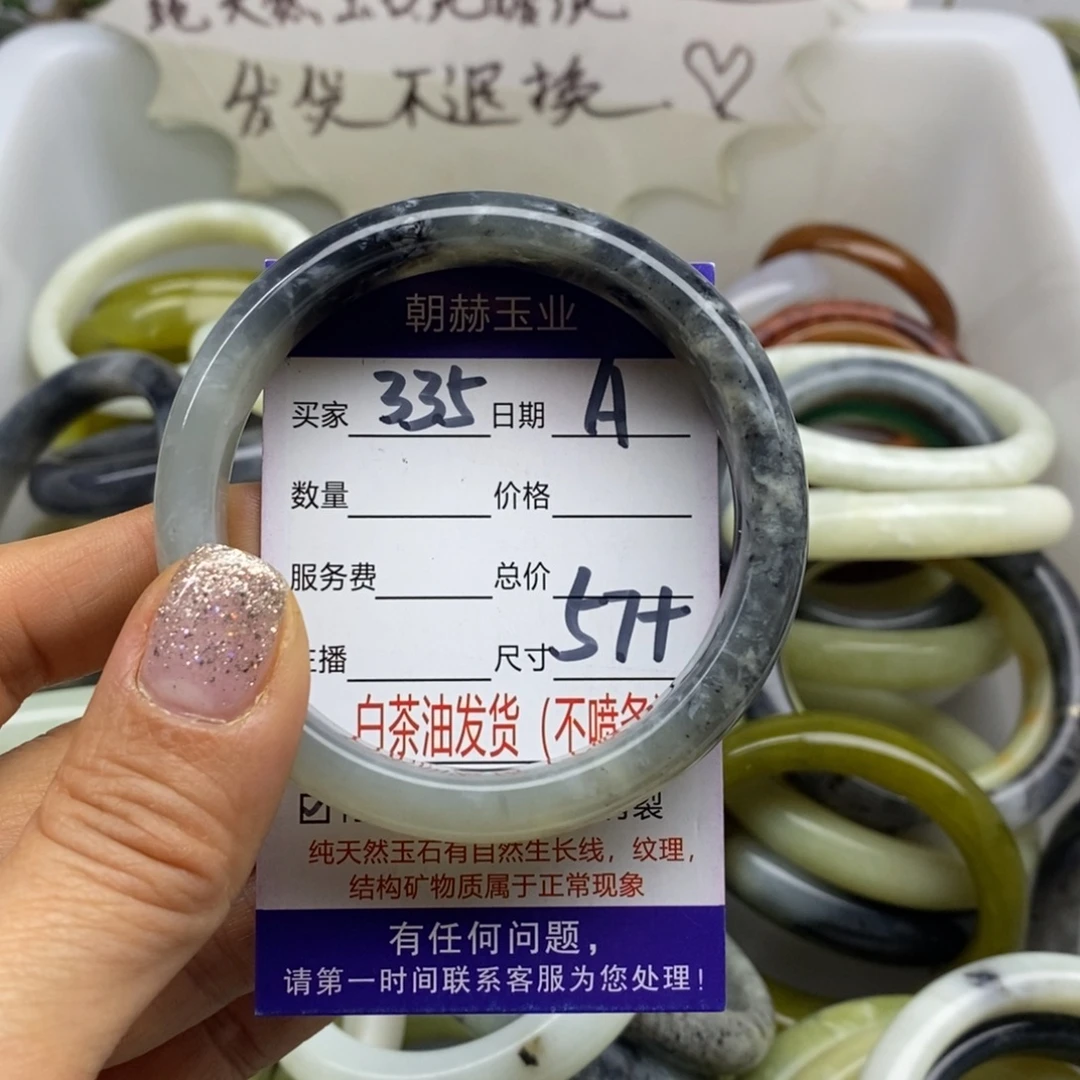 发货不退换
朝赫玉业
买家 335 日期 A
数量 价格
服务费 总价
播 尺寸 57+
白茶油发货(不喷
纯天然玉石有自然生长线，纹理，
结构矿物质属于正常现象
有任何问题，
请第一时间联系客服为您处理！